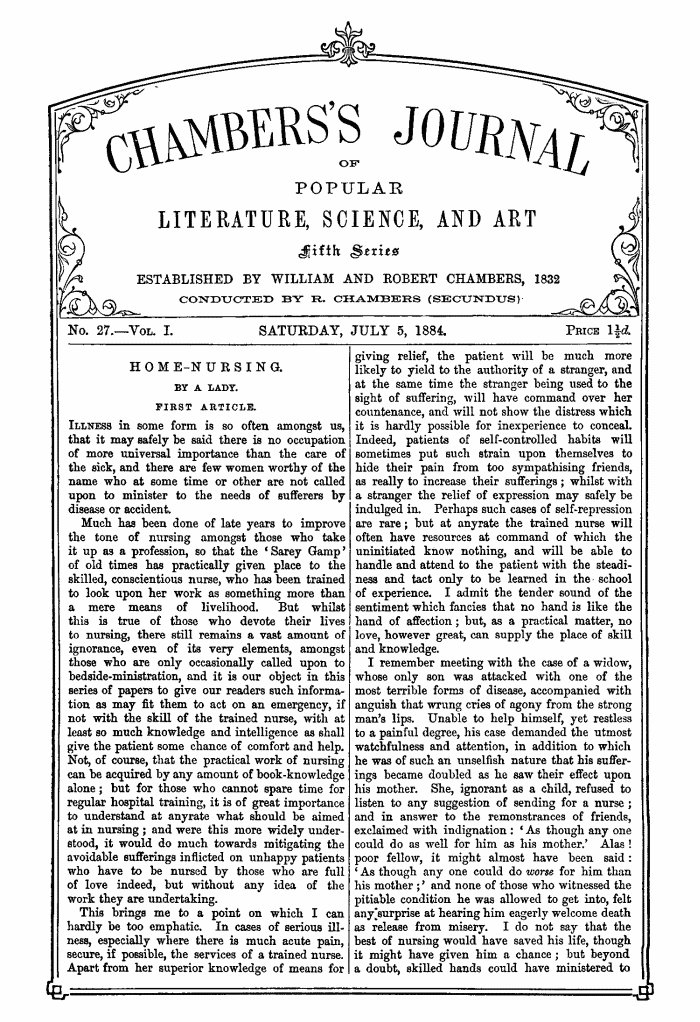 CHAMBERS'S JOURNAL
OF
POPULAR
LITERATURE, SCIENCE, AND ART
Fifth Series
ESTABLISHED BY WILLIAM AND ROBERT CHAMBERS, 1832
CONDUCTED BY R. CHAMBERS (SECUNDUS)
No. 27.—Vol. I.
SATURDAY, JULY 5, 1884.
Price 1½d.
HOME-NURSING.
BY A LADY.
FIRST ARTICLE.
Illness in some form is so often amongst us,
that it may safely be said there is no occupation
of more universal importance than the care of
the sick, and there are few women worthy of the
name who at some time or other are not called
upon to minister to the needs of sufferers by
disease or accident.
Much has been done of late years to improve
the tone of nursing amongst those who take
it up as a profession, so that the ‘Sarey Gamp’
of old times has practically given place to the
skilled, conscientious nurse, who has been trained
to look upon her work as something more than
a mere means of livelihood. But whilst
this is true of those who devote their lives
to nursing, there still remains a vast amount of
ignorance, even of its very elements, amongst
those who are only occasionally called upon to
bedside-ministration, and it is our object in this
series of papers to give our readers such informa-
tion as may fit them to act on an emergency, if
not with the skill of the trained nurse, with at
least so much knowledge and intelligence as shall
give the patient some chance of comfort and help.
Not, of course, that the practical work of nursing
can be acquired by any amount of book-knowledge
alone; but for those who cannot spare time for
regular hospital training, it is of great importance
to understand at anyrate what should be aimed
at in nursing; and were this more widely under-
stood, it would do much towards mitigating the
avoidable sufferings inflicted on unhappy patients
who have to be nursed by those who are full
of love indeed, but without any idea of the
work they are undertaking.
This brings me to a point on which I can
hardly be too emphatic. In cases of serious ill-
ness, especially where there is much acute pain,
secure, if possible, the services of a trained nurse.
Apart from her superior knowledge of means for
giving relief, the patient will be much more
likely to yield to the authority of a stranger, and
at the same time the stranger being used to the
sight of suffering, will have command over her
countenance, and will not show the distress which
it is hardly possible for inexperience to conceal.
Indeed, patients of self-controlled habits will
sometimes put such strain upon themselves to
hide their pain from too sympathising friends,
as really to increase their sufferings; whilst with
a stranger the relief of expression may safely be
indulged in. Perhaps such cases of self-repression
are rare; but at anyrate the trained nurse will
often have resources at command of which the
uninitiated know nothing, and will be able to
handle and attend to the patient with the steadi-
ness and tact only to be learned in the school
of experience. I admit the tender sound of the
sentiment which fancies that no hand is like the
hand of affection; but, as a practical matter, no
love, however great, can supply the place of skill
and knowledge.
I remember meeting with the case of a widow,
whose only son was attacked with one of the
most terrible forms of disease, accompanied with
anguish that wrung cries of agony from the strong
man's lips. Unable to help himself, yet restless
to a painful degree, his case demanded the utmost
watchfulness and attention, in addition to which
he was of such an unselfish nature that his suffer-
ings became doubled as he saw their effect upon
his mother. She, ignorant as a child, refused to
listen to any suggestion of sending for a nurse;
and in answer to the remonstrances of friends,
exclaimed with indignation: ‘As though any one
could do as well for him as his mother.’ Alas!
poor fellow, it might almost have been said:
‘As though any one could do worse for him than
his mother;’ and none of those who witnessed the
pitiable condition he was allowed to get into, felt
any surprise at hearing him eagerly welcome death
as release from misery. I do not say that the
best of nursing would have saved his life, though
it might have given him a chance; but beyond
a doubt, skilled hands could have ministered to